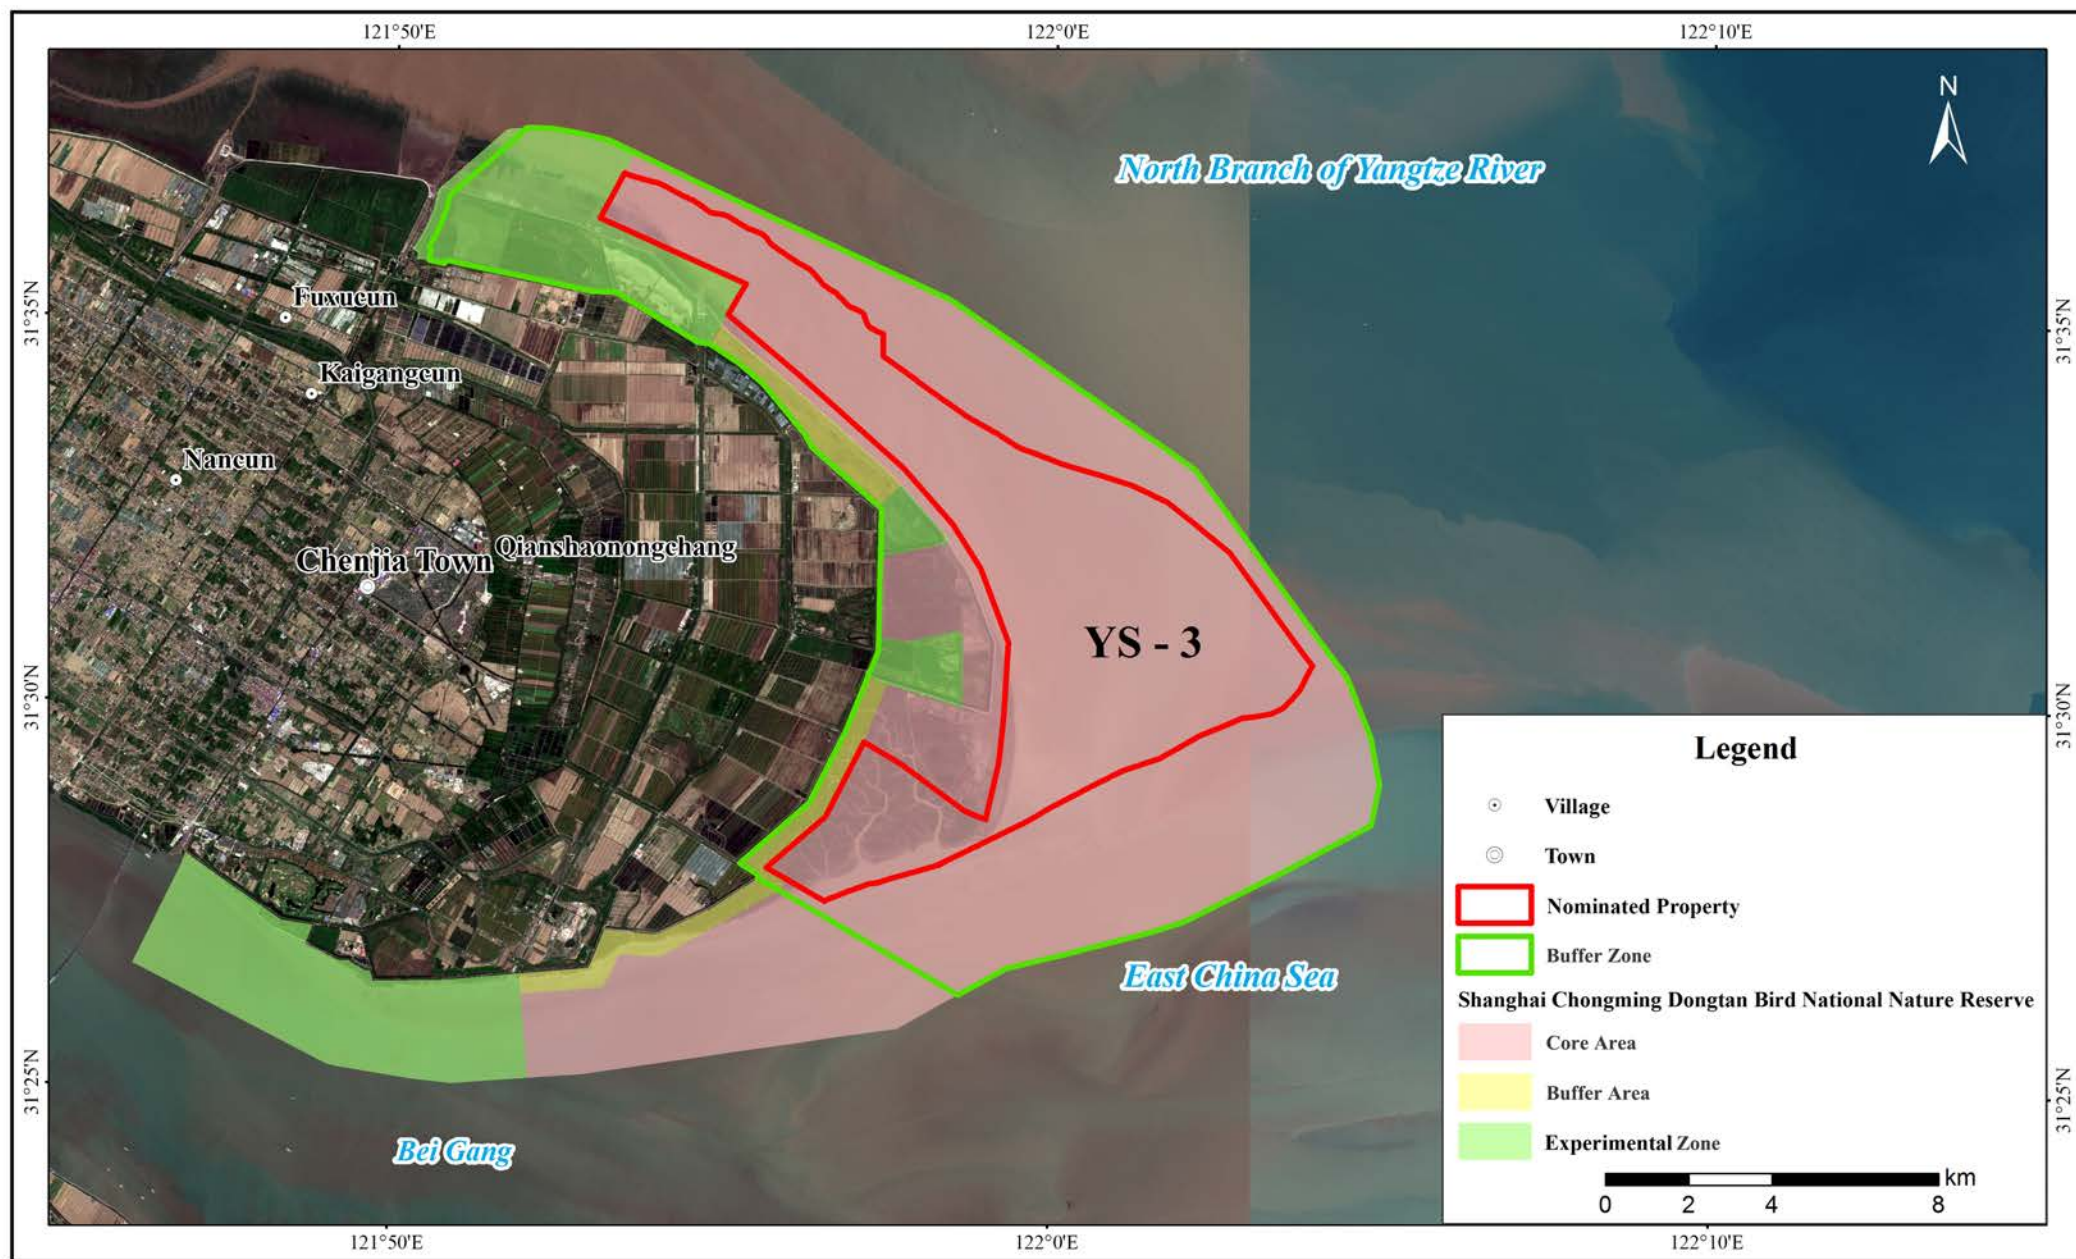 121°50'E
122°0'E
122°10'E
N
North Branch of Yangtze River
31°35'N
31°35'N
Fuxucun
Kaigangcun
Nancun
Chenjia Town
Qianshaonongchang
YS - 3
31°30'N
31°30'N
East China Sea
Bei Gang
31°25'N
31°25'N
Legend
Village
Town
Nominated Property
Buffer Zone
Shanghai Chongming Dongtan Bird National Nature Reserve
Core Area
Buffer Area
Experimental Zone
km
0 2 4 8
121°50'E
122°0'E
122°10'E